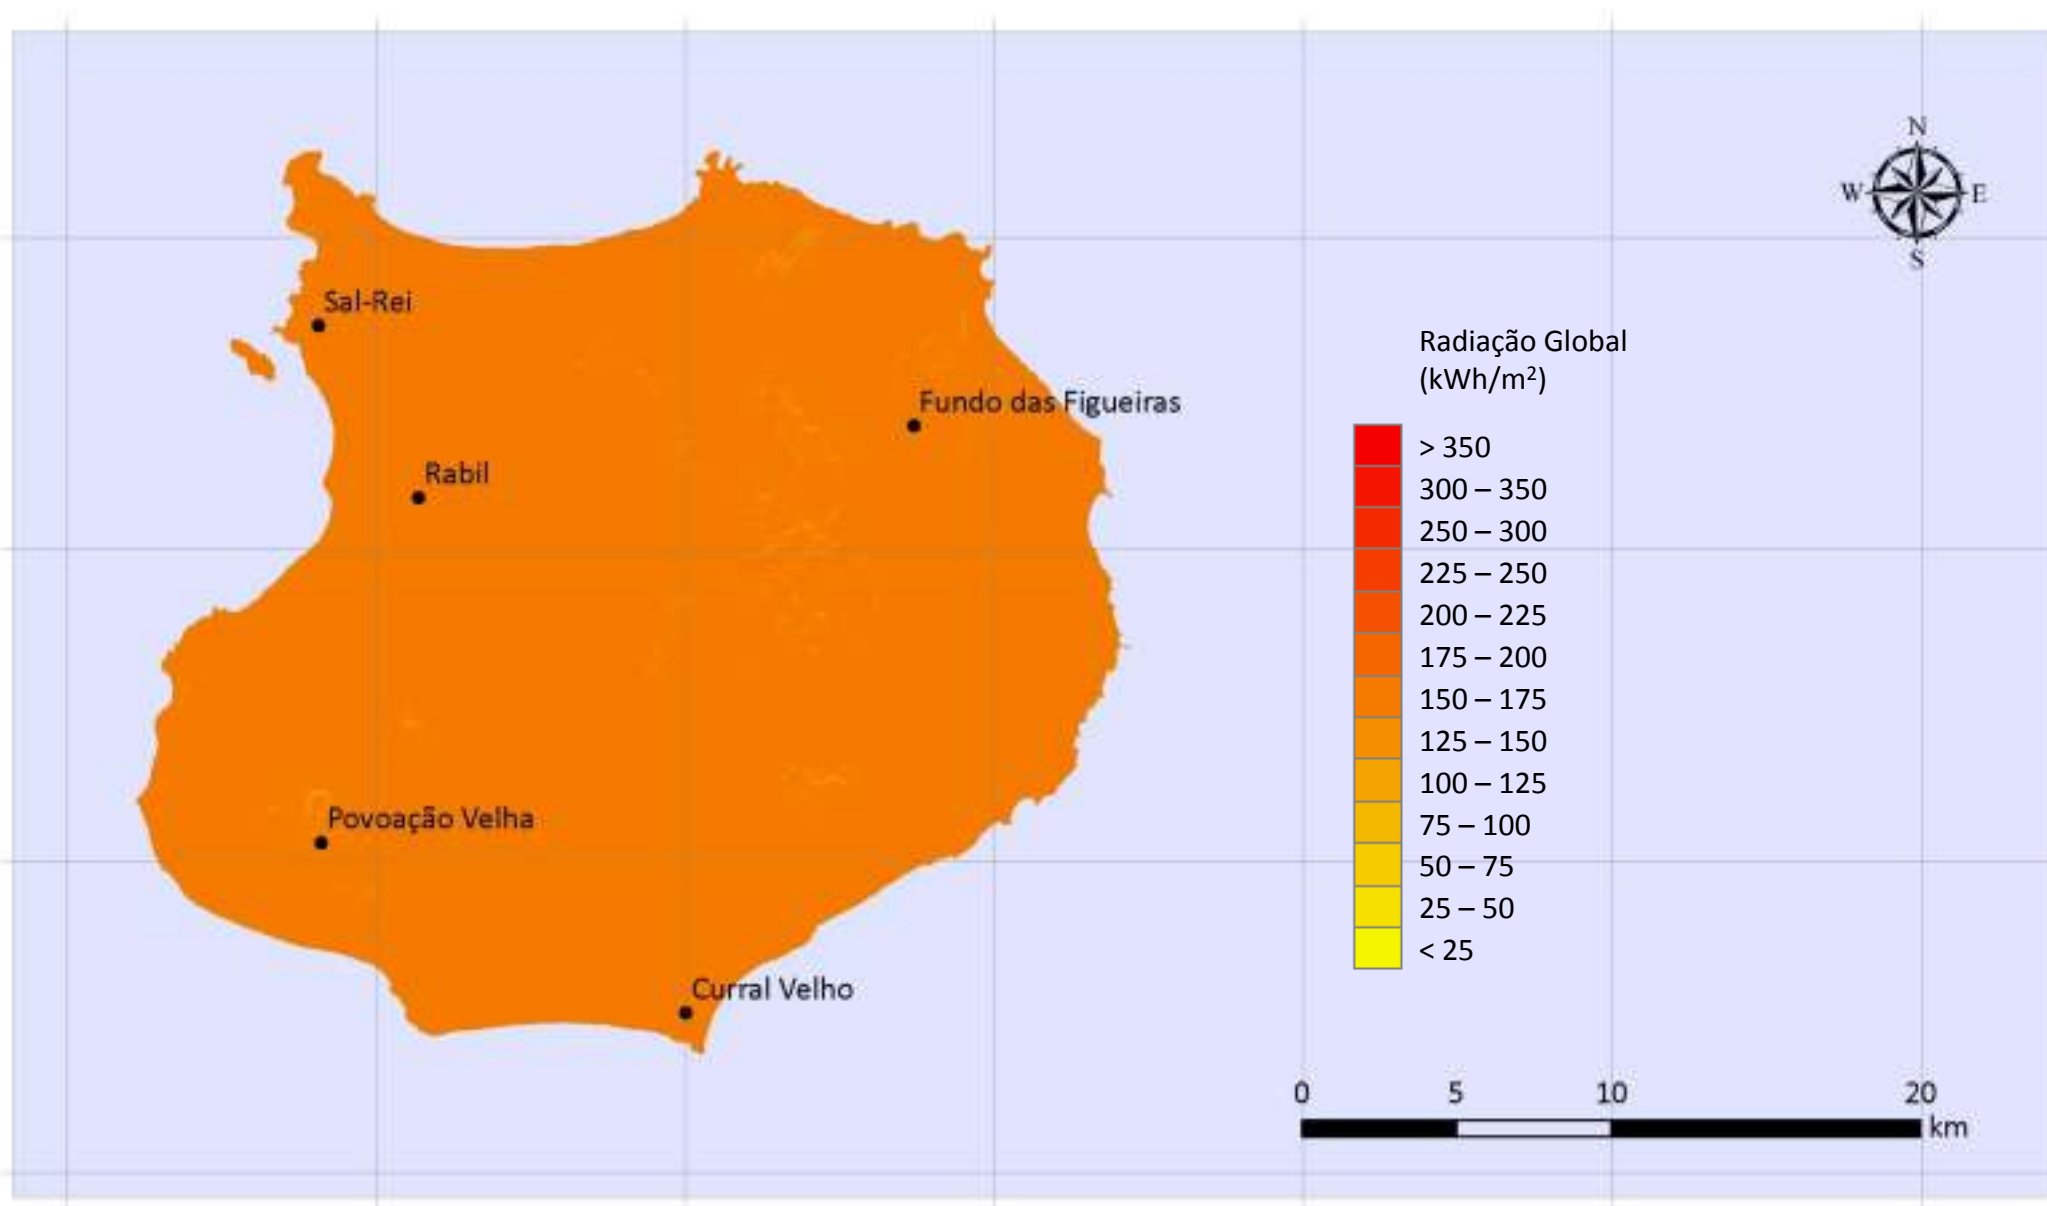 N
W
E
S
Sal-Rei
Fundo das Figueiras
Rabil
Povoação Velha
Curral Velho
Radiação Global
(kWh/m²)
> 350
300 – 350
250 – 300
225 – 250
200 – 225
175 – 200
150 – 175
125 – 150
100 – 125
75 – 100
50 – 75
25 – 50
< 25
0 5 10 20
km